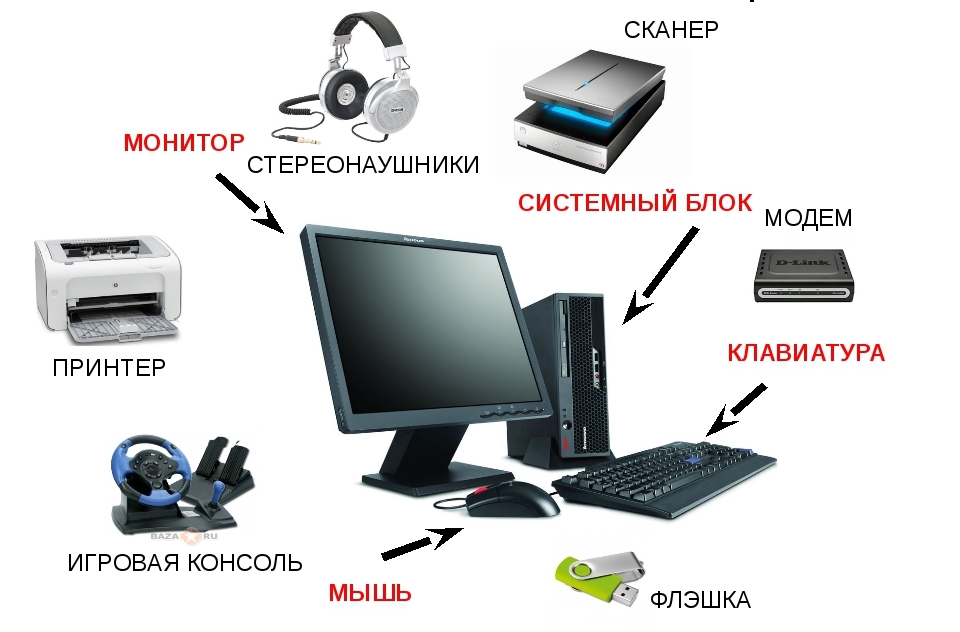 СКАНЕР
МОНИТОР
СТЕРЕОНАУШНИКИ
СИСТЕМНЫЙ БЛОК
МОДЕМ
D-Link
КЛАВИАТУРА
ПРИНТЕР
BAZA RU
ИГРОВАЯ КОНСОЛЬ
МЫШЬ
ФЛЭШКА